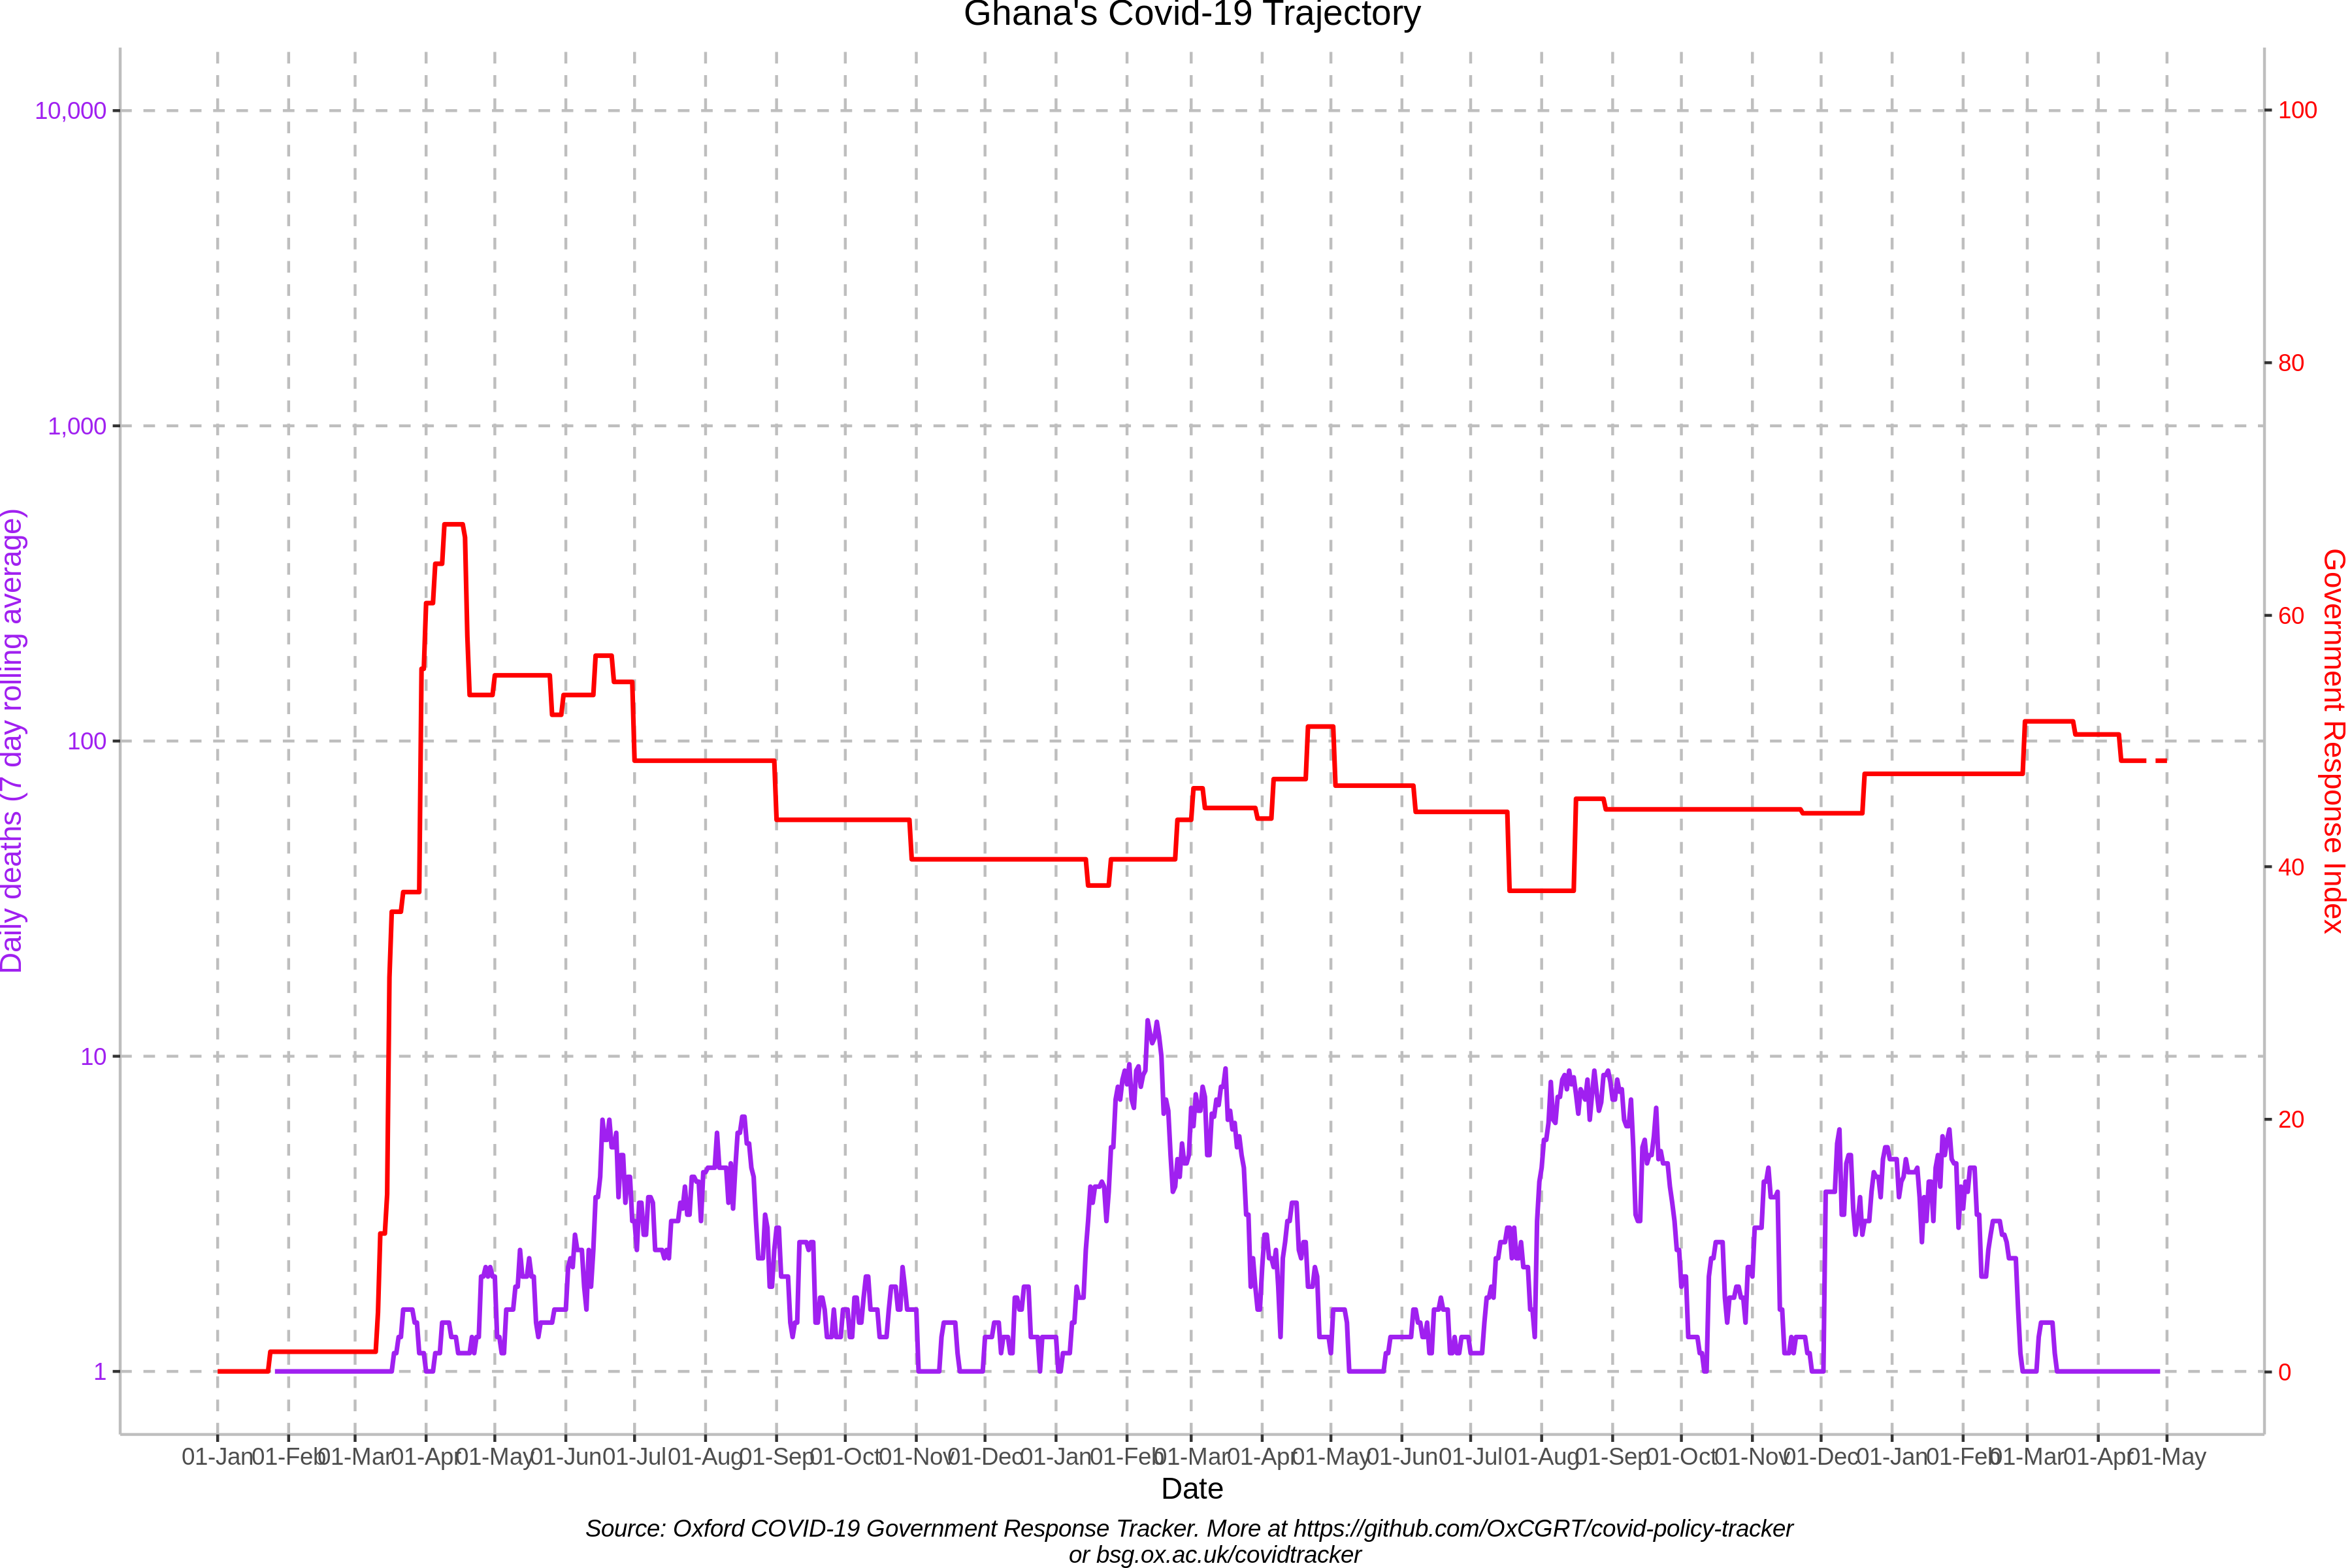 Ghana's Covid-19 Trajectory
10,000
1,000
100
10
1
Daily deaths (7 day rolling average)
100
80
60
40
20
0
Government Response Index
01-Jan 01-Feb 01-Mar 01-Apr 01-May 01-Jun 01-Jul 01-Aug 01-Sep 01-Oct 01-Nov 01-Dec 01-Jan 01-Feb 01-Mar 01-Apr 01-May 01-Jun 01-Jul 01-Aug 01-Sep 01-Oct 01-Nov 01-Dec 01-Jan 01-Feb 01-Mar 01-Apr 01-May
Date
Source: Oxford COVID-19 Government Response Tracker. More at https://github.com/OxCGRT/covid-policy-tracker
or bsg.ox.ac.uk/covidtracker